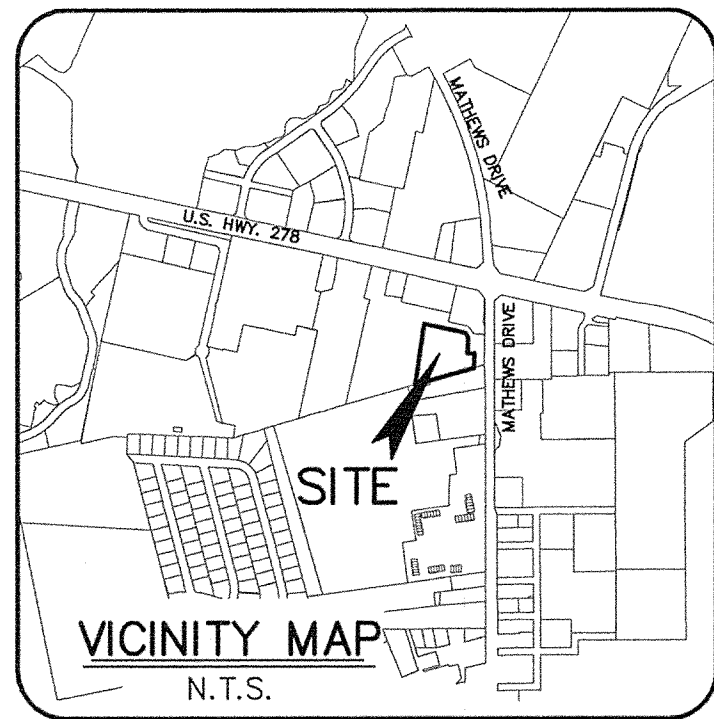 MATHEWS DRIVE
U.S. HWY. 278
MATHEWS DRIVE
SITE
VICINITY MAP
N.T.S.